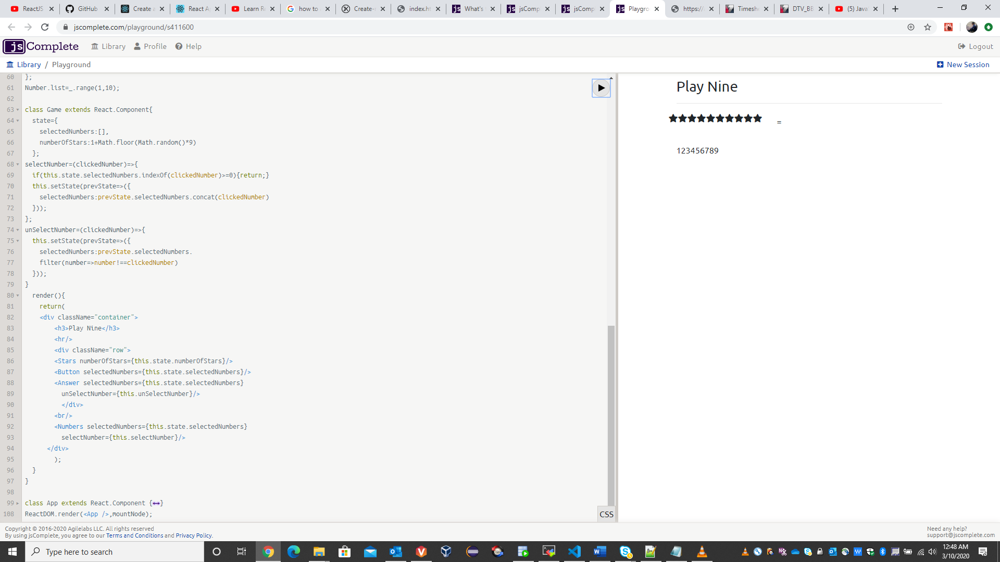 ReactJS
GitHub
Create a
React A
Learn R
how to
Create-r
index.ht
What's
jsComp
jsComp
Playgro
https://
Timeshe
DTV_BB
(5) Java
jscomplete.com/playground/s411600
jsComplete
Library
Profile
Help
Logout
Library / Playground
New Session
60 };
61 Number.list=_.range(1,10);
62
63 class Game extends React.Component{
64 state={
65 selectedNumbers:[],
66 numberOfStars:1+Math.floor(Math.random()*9)
67 };
68 selectNumber=(clickedNumber)=>{
69 if(this.state.selectedNumbers.indexOf(clickedNumber)>=0){return;}
70 this.setState(prevState=>({
71 selectedNumbers:prevState.selectedNumbers.concat(clickedNumber)
72 }));
73 };
74 unSelectNumber=(clickedNumber)=>{
75 this.setState(prevState=>({
76 selectedNumbers:prevState.selectedNumbers.
77 filter(number=>number!==clickedNumber)
78 }));
79 }
80 render(){
81 return(
82 <div className="container">
83 <h3>Play Nine</h3>
84 <hr/>
85 <div className="row">
86 <Stars numberOfStars={this.state.numberOfStars}/>
87 <Button selectedNumbers={this.state.selectedNumbers}/>
88 <Answer selectedNumbers={this.state.selectedNumbers}
89 unSelectNumber={this.unSelectNumber}/>
90 </div>
91 <br/>
92 <Numbers selectedNumbers={this.state.selectedNumbers}
93 selectNumber={this.selectNumber}/>
94 </div>
95 );
96 }
97 }
98
99 class App extends React.Component {↔}
108 ReactDOM.render(<App />,mountNode);
CSS
Play Nine
=
123456789
Copyright © 2016-2020 Agilelabs LLC. All rights reserved
By using jsComplete, you agree to our Terms and Conditions and Privacy Policy.
Need any help?
support@jscomplete.com
Type here to search
12:48 AM
3/10/2020